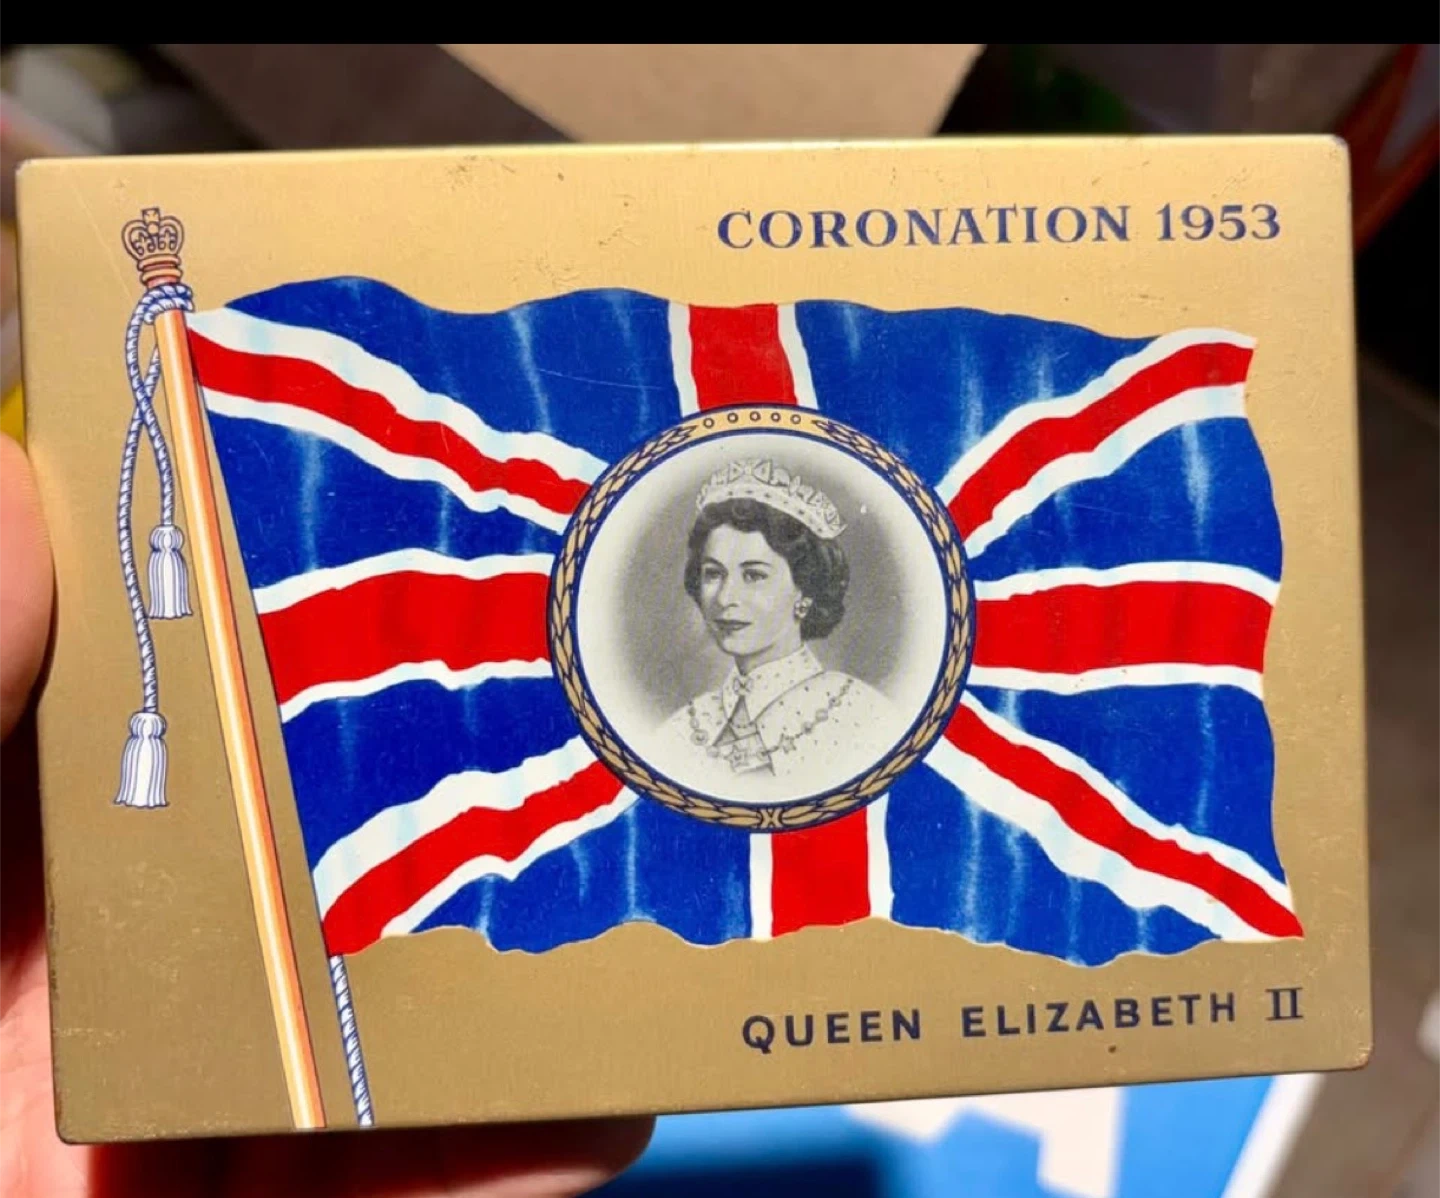 CORONATION 1953
QUEEN ELIZABETH II